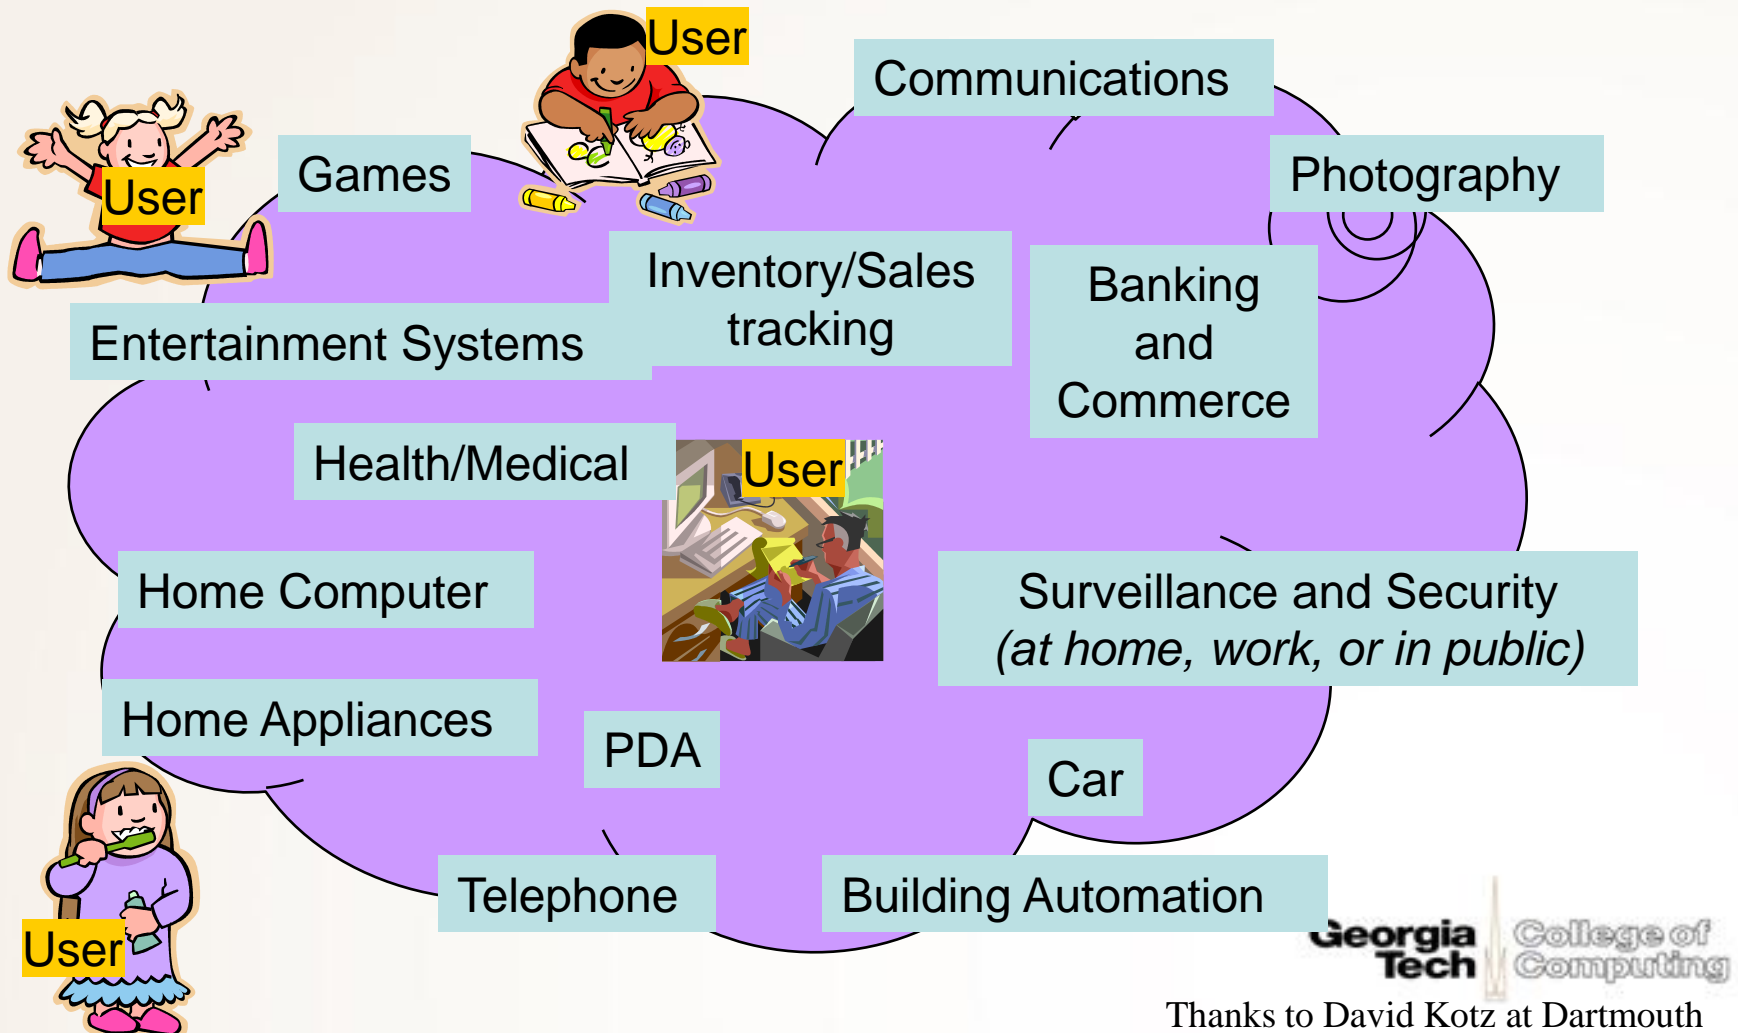 User
Communications
Games
Photography
User
Inventory/Sales
tracking
Banking
and
Commerce
Entertainment Systems
Health/Medical
User
Home Computer
Surveillance and Security
(at home, work, or in public)
Home Appliances
PDA
Car
Telephone
Building Automation
User
Georgia
Tech
College of
Computing
Thanks to David Kotz at Dartmouth